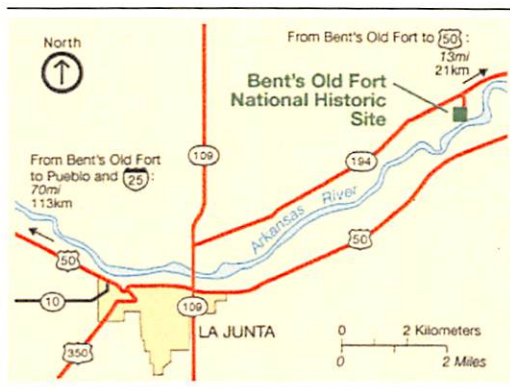 North
From Bent's Old Fort to 50 :
13mi
21km
Bent's Old Fort
National Historic
Site
109
194
From Bent's Old Fort
to Pueblo and 25 :
70mi
113km
Arkansas River
50
50
10
109
LA JUNTA
350
0 2 Kilometers
0 2 Miles